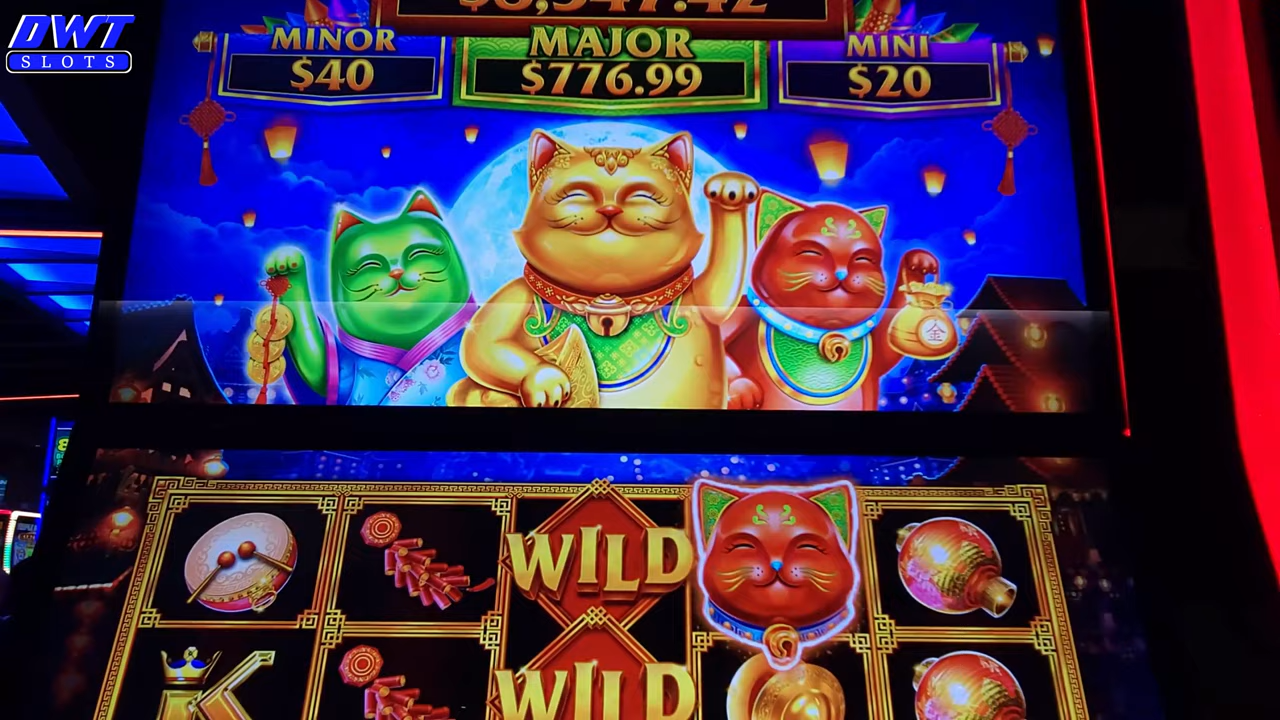 DWT
SLOTS
MINOR
$40
MAJOR
$776.99
MINI
$20
金
WILD
K
WILD